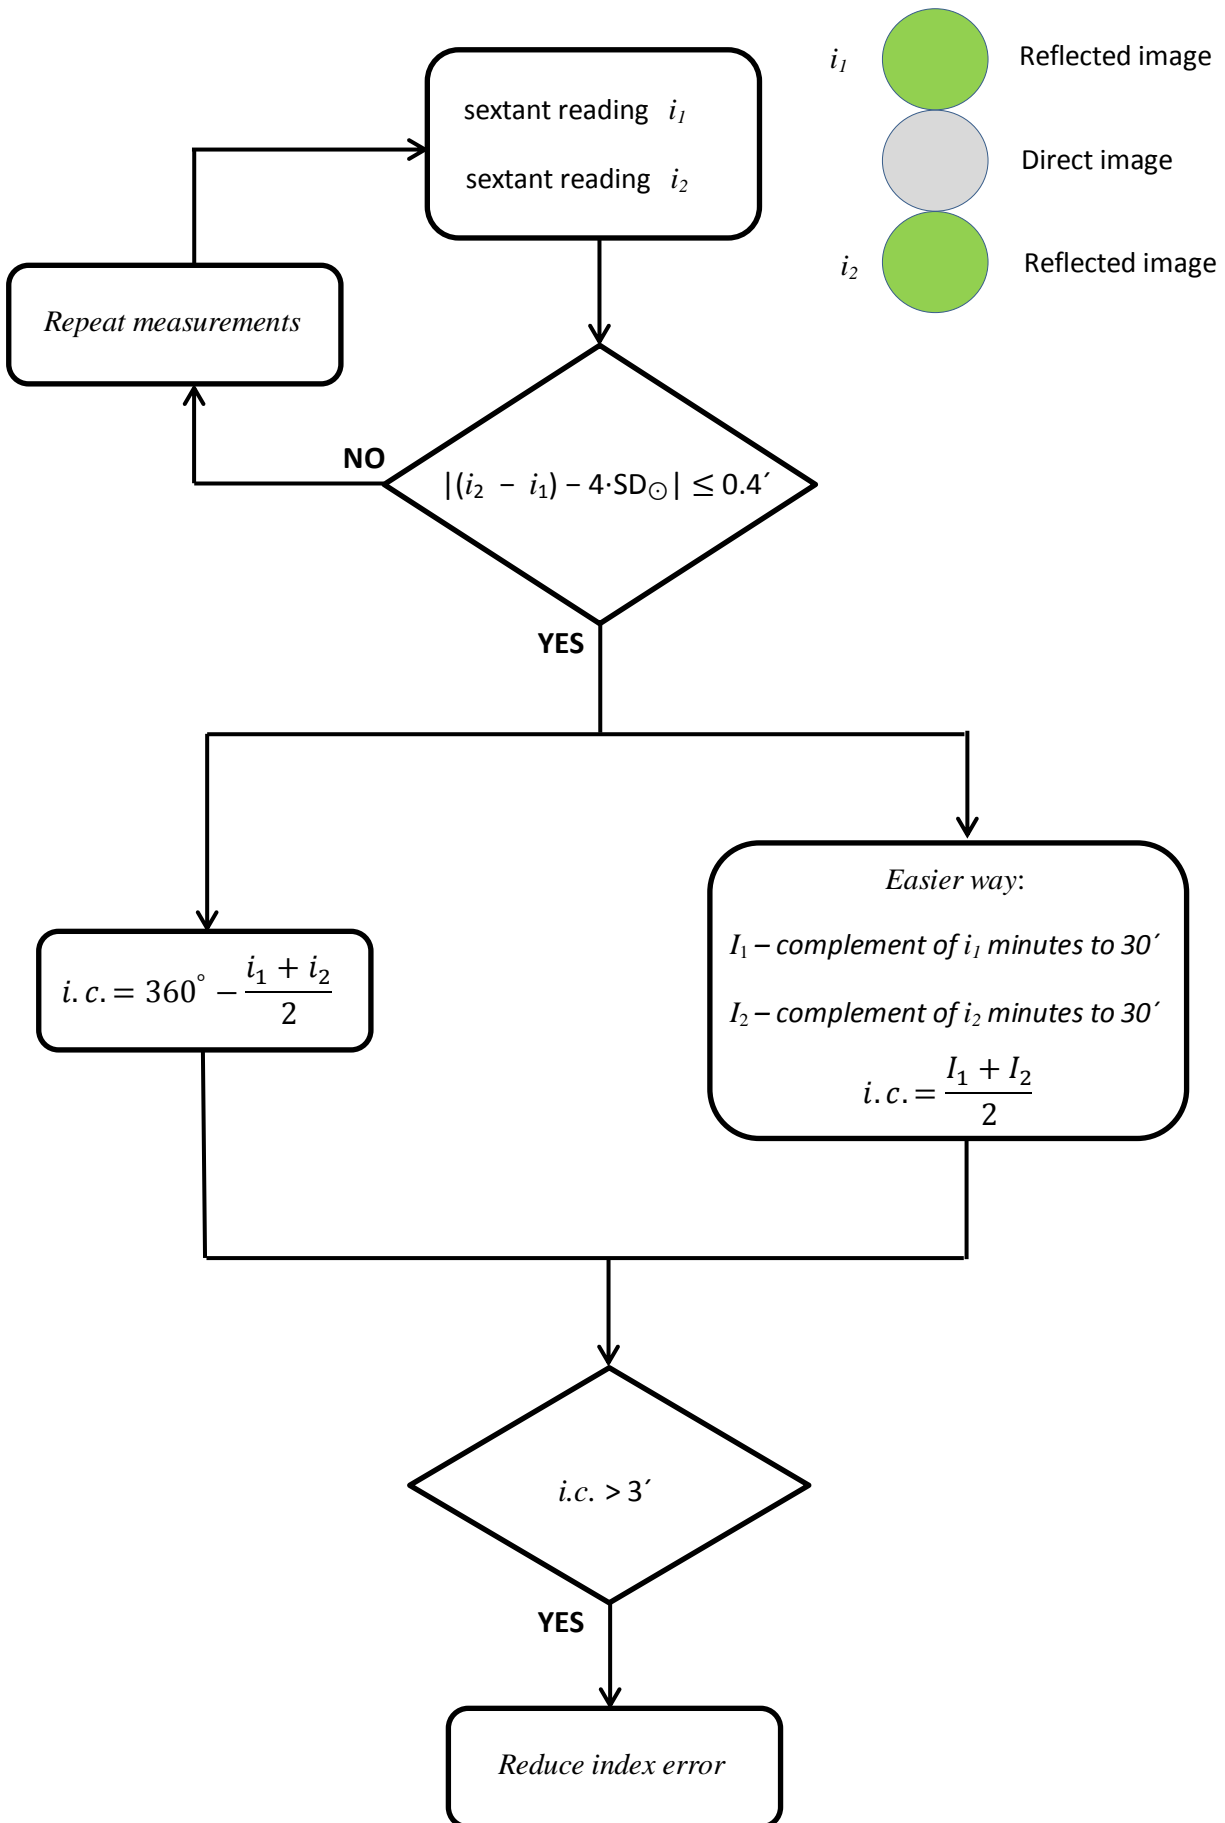 sextant reading i₁
sextant reading i₂
i₁ Reflected image
Direct image
i₂ Reflected image
Repeat measurements
NO
|(i₂ − i₁) – 4·SD☉| ≤ 0.4´
YES
i.c. = 360° − (i₁ + i₂)/2
Easier way:
I₁ – complement of i₁ minutes to 30´
I₂ – complement of i₂ minutes to 30´
i.c. = (I₁ + I₂)/2
i.c. > 3´
YES
Reduce index error